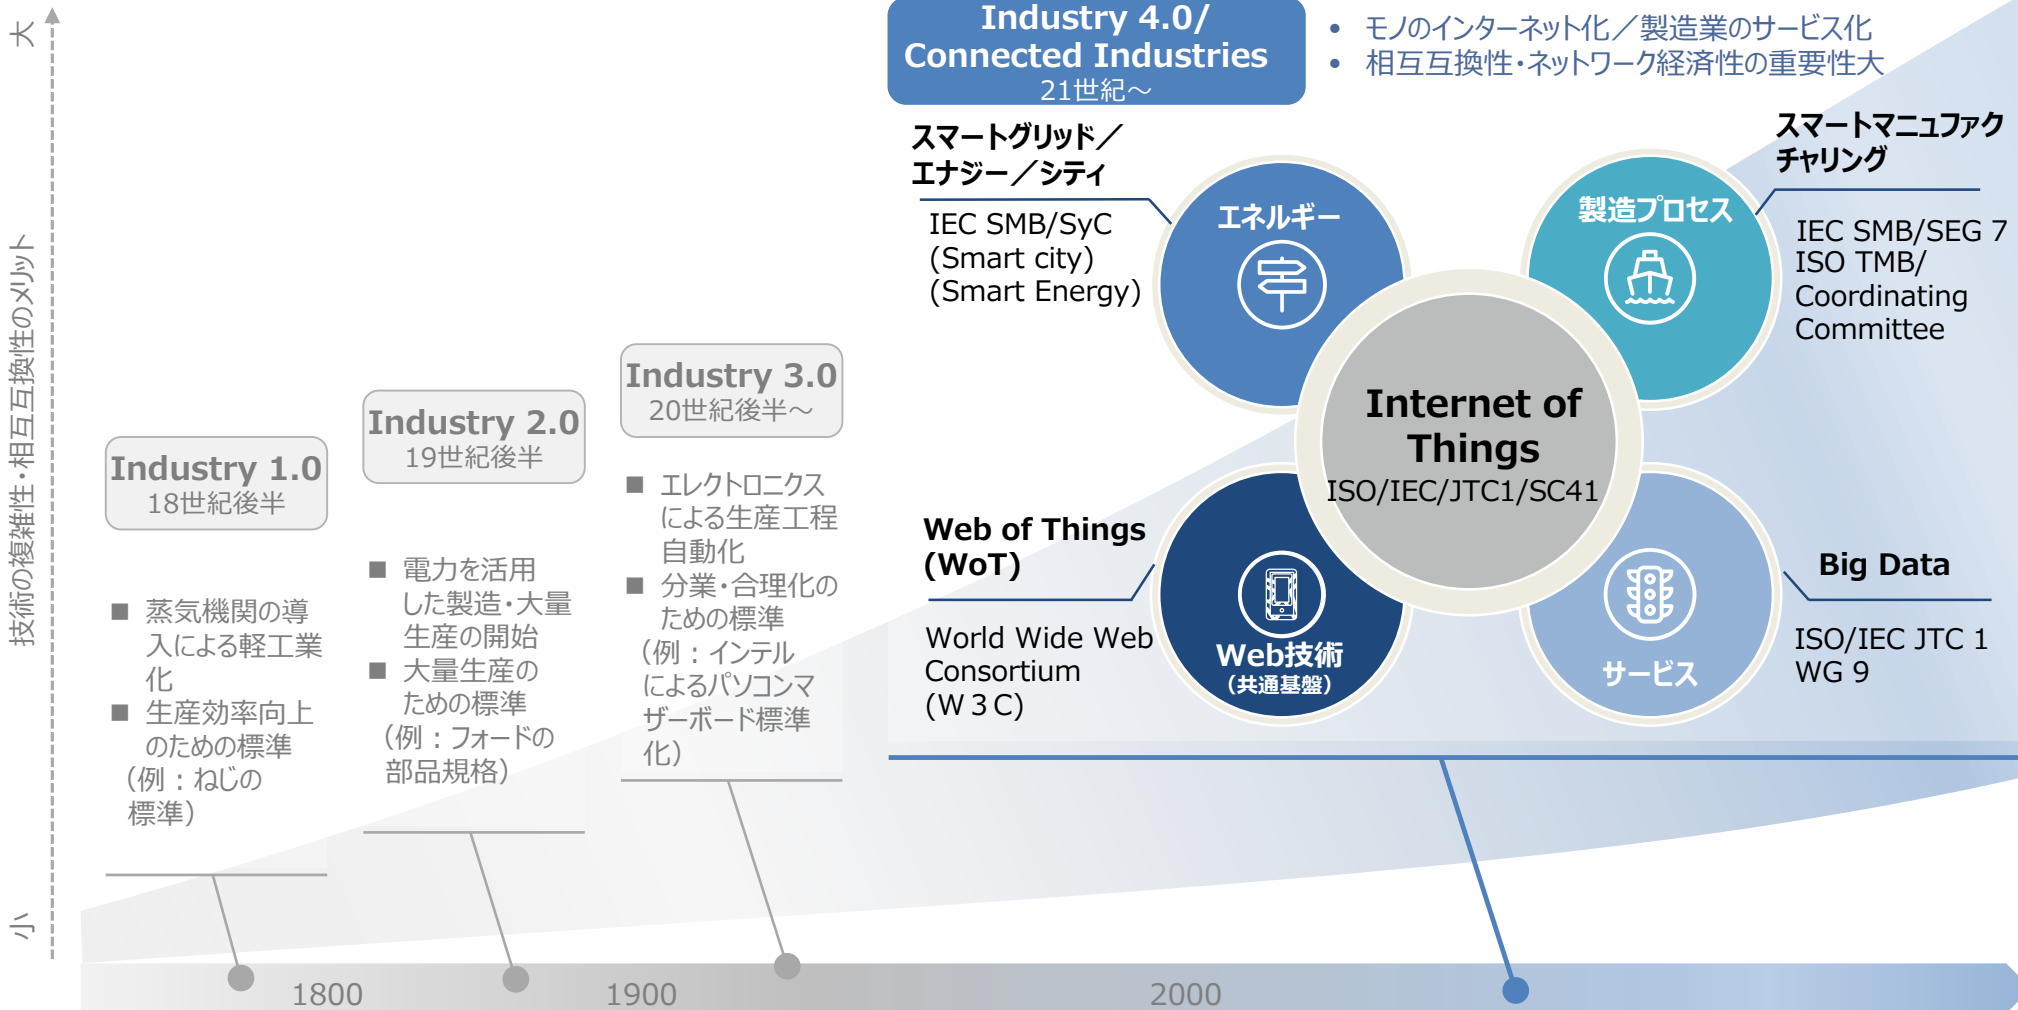 大
技術の複雑性・相互互換性のメリット
小
Industry 1.0
18世紀後半
■ 蒸気機関の導
入による軽工業
化
■ 生産効率向上
のための標準
（例：ねじの
標準）
Industry 2.0
19世紀後半
■ 電力を活用
した製造・大量
生産の開始
■ 大量生産の
ための標準
（例：フォードの
部品規格）
Industry 3.0
20世紀後半～
■ エレクトロニクス
による生産工程
自動化
■ 分業・合理化の
ための標準
（例：インテル
によるパソコンマ
ザーボード標準
化）
Industry 4.0/
Connected Industries
21世紀～
• モノのインターネット化／製造業のサービス化
• 相互互換性・ネットワーク経済性の重要性大
スマートグリッド／
エナジー／シティ
IEC SMB/SyC
(Smart city)
(Smart Energy)
エネルギー
製造プロセス
スマートマニュファク
チャリング
IEC SMB/SEG 7
ISO TMB/
Coordinating
Committee
Internet of
Things
ISO/IEC/JTC1/SC41
Web of Things
(WoT)
World Wide Web
Consortium
(Ｗ３Ｃ)
Web技術
（共通基盤）
サービス
Big Data
ISO/IEC JTC 1
WG 9
1800
1900
2000